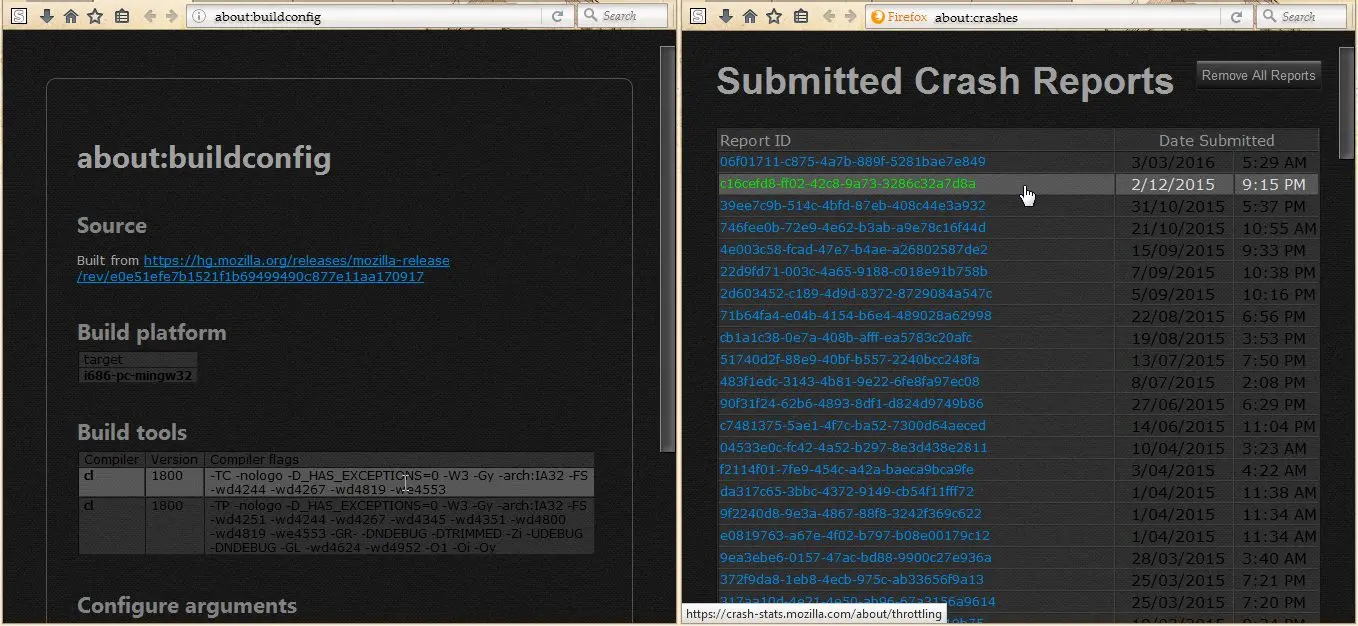 about:buildconfig
Search
about:buildconfig
Source
Built from https://hg.mozilla.org/releases/mozilla-release
/rev/e0e51efe7b1521f1b69499490c877e11aa170917
Build platform
target
i686-pc-mingw32
Build tools
Compiler Version Compiler flags
cl 1800 -TC -nologo -D_HAS_EXCEPTIONS=0 -W3 -Gy -arch:IA32 -FS
-wd4244 -wd4267 -wd4819 -we4553
cl 1800 -TP -nologo -D_HAS_EXCEPTIONS=0 -W3 -Gy -arch:IA32 -FS
-wd4251 -wd4244 -wd4267 -wd4345 -wd4351 -wd4800
-wd4819 -we4553 -GR- -DNDEBUG -DTRIMMED -Zi -UDEBUG
-DNDEBUG -GL -wd4624 -wd4952 -O1 -Oi -Oy
Configure arguments
Firefox about:crashes
Search
Submitted Crash Reports
Remove All Reports
Report ID Date Submitted
06f01711-c875-4a7b-889f-5281bae7e849 3/03/2016 5:29 AM
c16cefd8-ff02-42c8-9a73-3286c32a7d8a 2/12/2015 9:15 PM
39ee7c9b-514c-4bfd-87eb-408c44e3a932 31/10/2015 5:37 PM
746fee0b-72e9-4e62-b3ab-a9e78c16f44d 21/10/2015 10:55 AM
4e003c58-fcad-47e7-b4ae-a26802587de2 15/09/2015 9:33 PM
22d9fd71-003c-4a65-9188-c018e91b758b 7/09/2015 10:38 PM
2d603452-c189-4d9d-8372-8729084a547c 5/09/2015 10:16 PM
71b64fa4-e04b-4154-b6e4-489028a62998 22/08/2015 6:56 PM
cb1a1c38-0e7a-408b-afff-ea5783c20afc 19/08/2015 3:53 PM
51740d2f-88e9-40bf-b557-2240bcc248fa 13/07/2015 7:50 PM
483f1edc-3143-4b81-9e22-6fe8fa97ec08 8/07/2015 2:08 PM
90f31f24-62b6-4893-8df1-d824d9749b86 27/06/2015 6:29 PM
c7481375-5ae1-4f7c-ba52-7300d64aeced 14/06/2015 11:04 PM
04533e0c-fc42-4a52-b297-8e3d438e2811 10/04/2015 3:23 AM
f2114f01-7fe9-454c-a42a-baeca9bca9fe 3/04/2015 4:22 AM
da317c65-3bbc-4372-9149-cb54f11fff72 1/04/2015 11:38 AM
9f2240d8-9e3a-4867-88f8-3242f369c622 1/04/2015 11:34 AM
e0819763-a67e-4f02-b797-b08e00179c12 1/04/2015 11:34 AM
9ea3ebe6-0157-47ac-bd88-9900c27e936a 28/03/2015 3:40 AM
372f9da8-1eb8-4ecb-975c-ab33656f9a13 25/03/2015 7:21 PM
25/03/2015 7:20 PM
https://crash-stats.mozilla.com/about/throttling